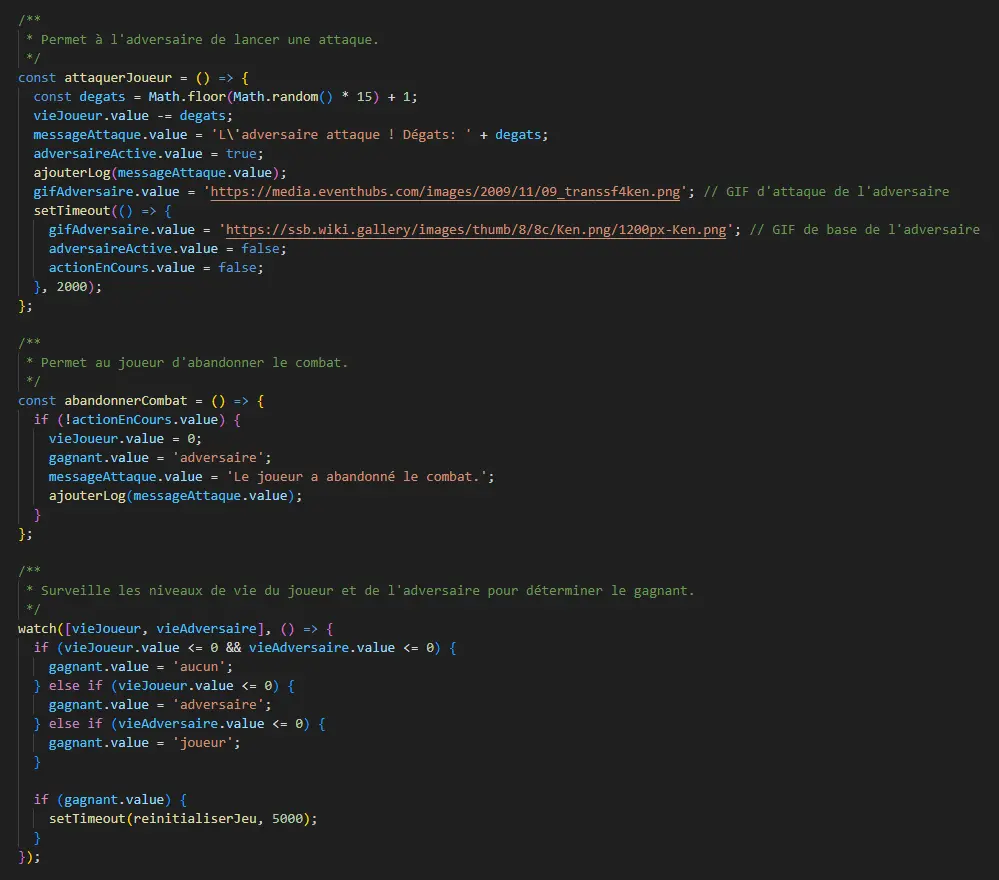 /**
 * Permet à l'adversaire de lancer une attaque.
 */
const attaquerJoueur = () => {
  const degats = Math.floor(Math.random() * 15) + 1;
  vieJoueur.value -= degats;
  messageAttaque.value = 'L\'adversaire attaque ! Dégats: ' + degats;
  adversaireActive.value = true;
  ajouterLog(messageAttaque.value);
  gifAdversaire.value = 'https://media.eventhubs.com/images/2009/11/09_transsf4ken.png'; // GIF d'attaque de l'adversaire
  setTimeout(() => {
    gifAdversaire.value = 'https://ssb.wiki.gallery/images/thumb/8/8c/Ken.png/1200px-Ken.png'; // GIF de base de l'adversaire
    adversaireActive.value = false;
    actionEnCours.value = false;
  }, 2000);
};

/**
 * Permet au joueur d'abandonner le combat.
 */
const abandonnerCombat = () => {
  if (!actionEnCours.value) {
    vieJoueur.value = 0;
    gagnant.value = 'adversaire';
    messageAttaque.value = 'Le joueur a abandonné le combat.';
    ajouterLog(messageAttaque.value);
  }
};

/**
 * Surveille les niveaux de vie du joueur et de l'adversaire pour déterminer le gagnant.
 */
watch([vieJoueur, vieAdversaire], () => {
  if (vieJoueur.value <= 0 && vieAdversaire.value <= 0) {
    gagnant.value = 'aucun';
  } else if (vieJoueur.value <= 0) {
    gagnant.value = 'adversaire';
  } else if (vieAdversaire.value <= 0) {
    gagnant.value = 'joueur';
  }

  if (gagnant.value) {
    setTimeout(reinitialiserJeu, 5000);
  }
});